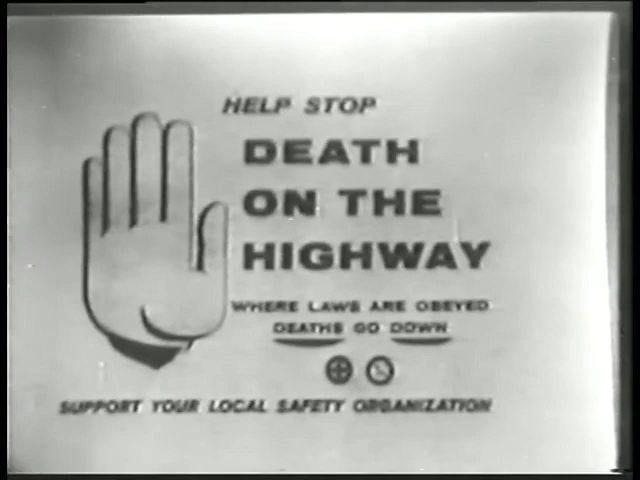 HELP STOP
DEATH
ON THE
HIGHWAY
WHERE LAWS ARE OBEYED
DEATHS GO DOWN
SUPPORT YOUR LOCAL SAFETY ORGANIZATION